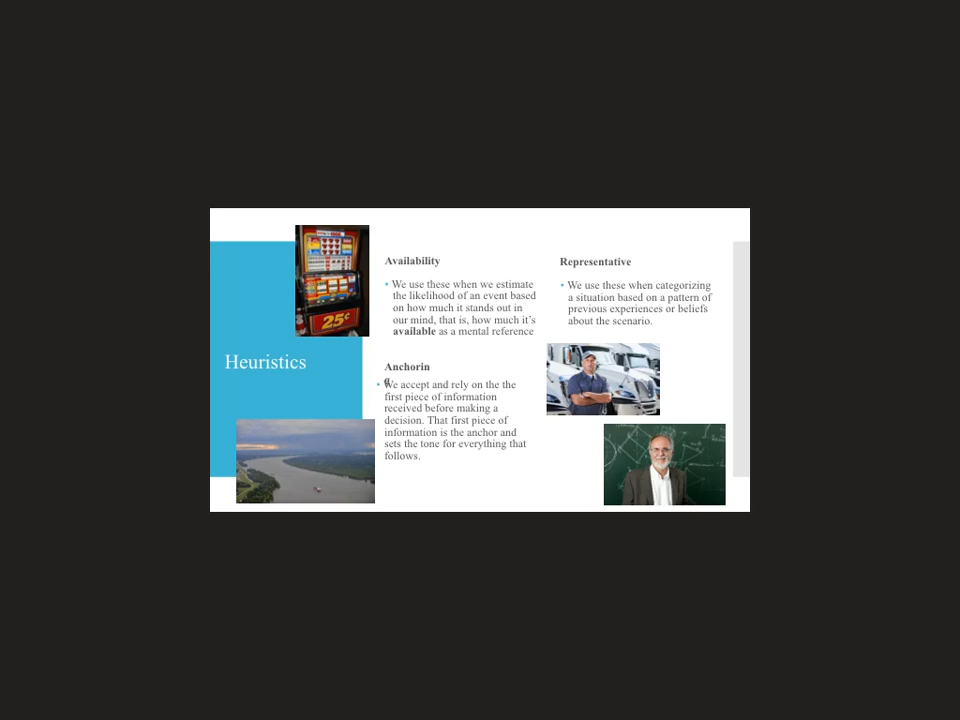 Heuristics
25¢
Availability
• We use these when we estimate
the likelihood of an event based
on how much it stands out in
our mind, that is, how much it's
available as a mental reference
Anchorin
g
• We accept and rely on the the
first piece of information
received before making a
decision. That first piece of
information is the anchor and
sets the tone for everything that
follows.
Representative
• We use these when categorizing
a situation based on a pattern of
previous experiences or beliefs
about the scenario.